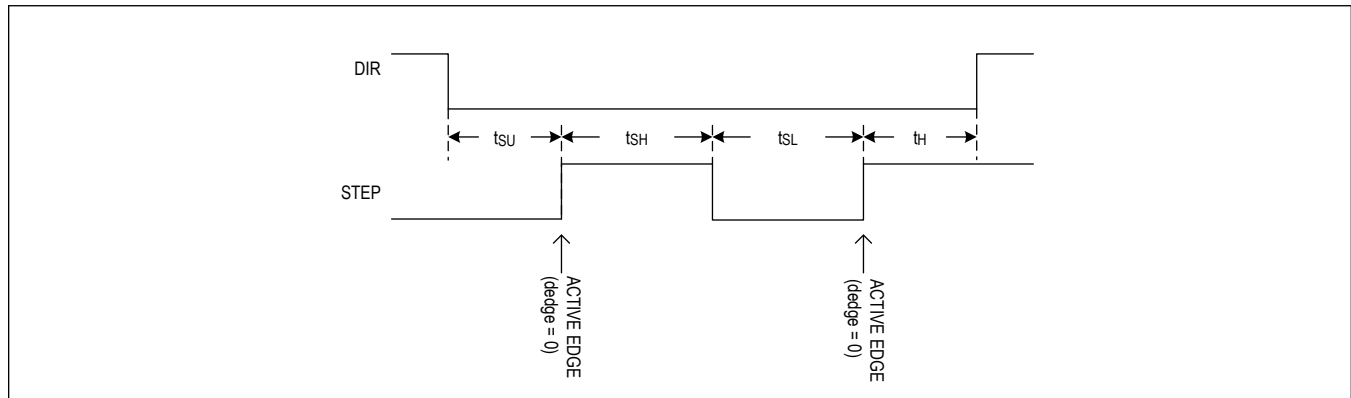 DIR
tSU
tSH
tSL
tH
STEP
ACTIVE EDGE
(dedge = 0)
ACTIVE EDGE
(dedge = 0)